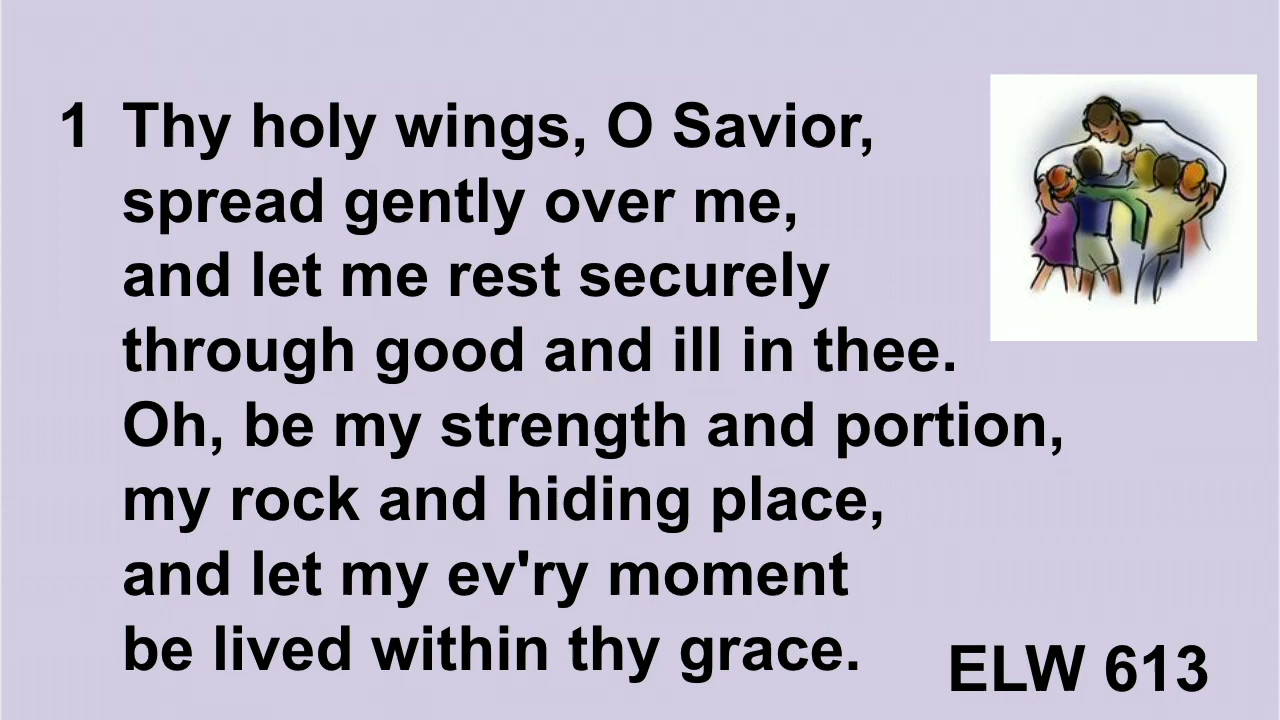 1 Thy holy wings, O Savior,
spread gently over me,
and let me rest securely
through good and ill in thee.
Oh, be my strength and portion,
my rock and hiding place,
and let my ev'ry moment
be lived within thy grace.
ELW 613